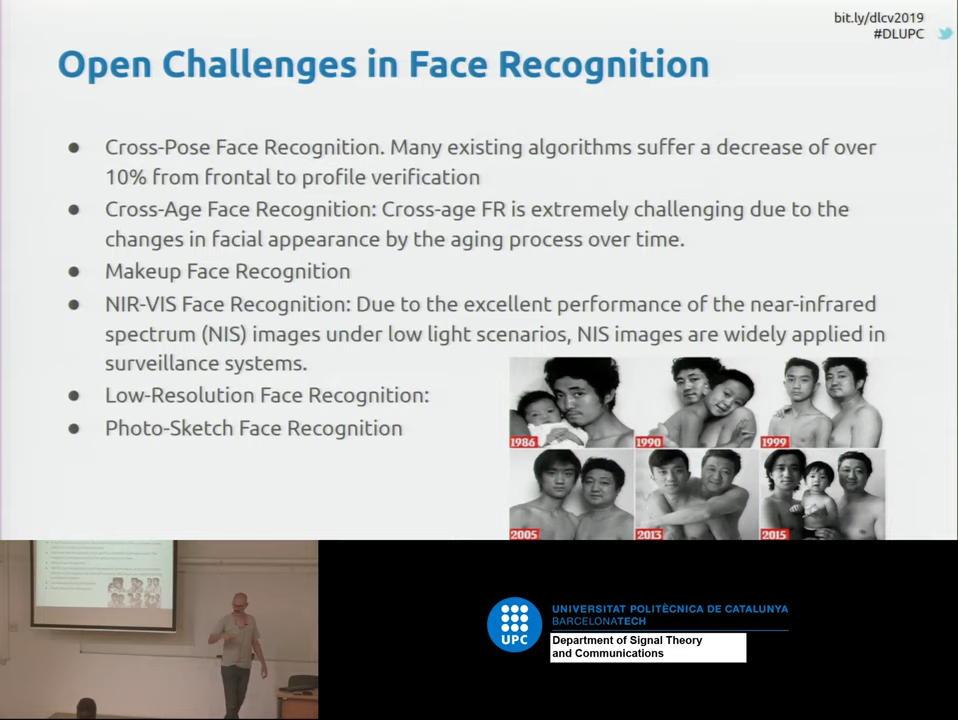 bit.ly/dlcv2019
#DLUPC
Open Challenges in Face Recognition
● Cross-Pose Face Recognition. Many existing algorithms suffer a decrease of over
10% from frontal to profile verification
● Cross-Age Face Recognition: Cross-age FR is extremely challenging due to the
changes in facial appearance by the aging process over time.
● Makeup Face Recognition
● NIR-VIS Face Recognition: Due to the excellent performance of the near-infrared
spectrum (NIS) images under low light scenarios, NIS images are widely applied in
surveillance systems.
● Low-Resolution Face Recognition:
● Photo-Sketch Face Recognition
1986 1990 1999
2005 2013 2015
UPC
UNIVERSITAT POLITÈCNICA DE CATALUNYA
BARCELONATECH
Department of Signal Theory
and Communications